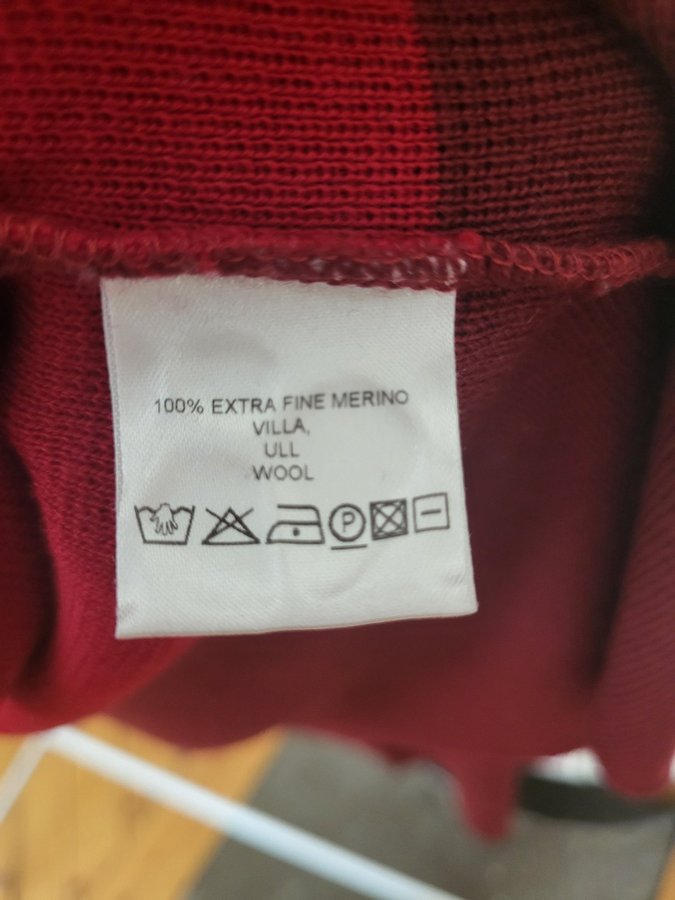 100% EXTRA FINE MERINO
VILLA,
ULL
WOOL
P